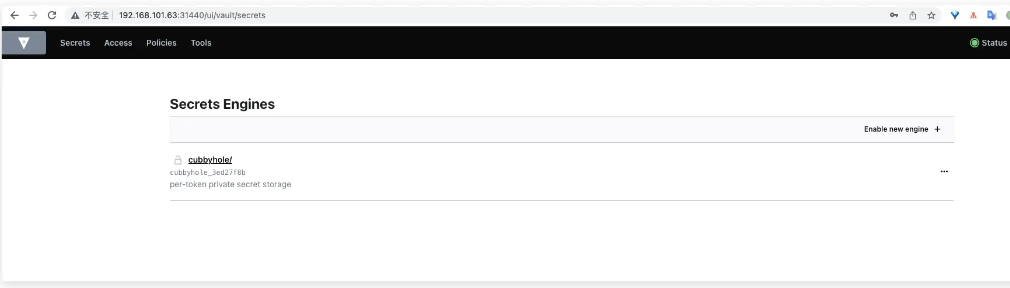 不安全 192.168.101.63:31440/ui/vault/secrets
Secrets Access Policies Tools Status
Secrets Engines
Enable new engine +
cubbyhole/
cubbyhole_3ed27f8b
per-token private secret storage